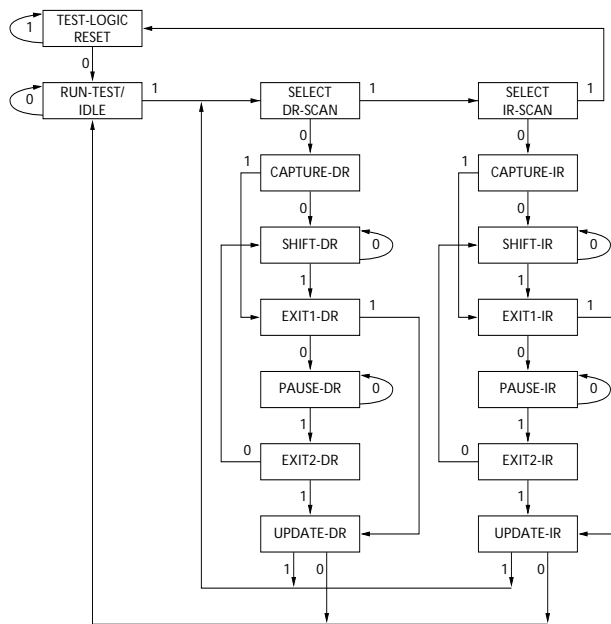 TEST-LOGIC
RESET
1
0
RUN-TEST/
IDLE
0
1
SELECT
DR-SCAN
1
SELECT
IR-SCAN
1
0
0
1
CAPTURE-DR
1
CAPTURE-IR
0
0
SHIFT-DR
0
SHIFT-IR
0
1
1
EXIT1-DR
1
EXIT1-IR
1
0
0
PAUSE-DR
0
PAUSE-IR
0
1
1
0
EXIT2-DR
0
EXIT2-IR
1
1
UPDATE-DR
UPDATE-IR
1
0
1
0